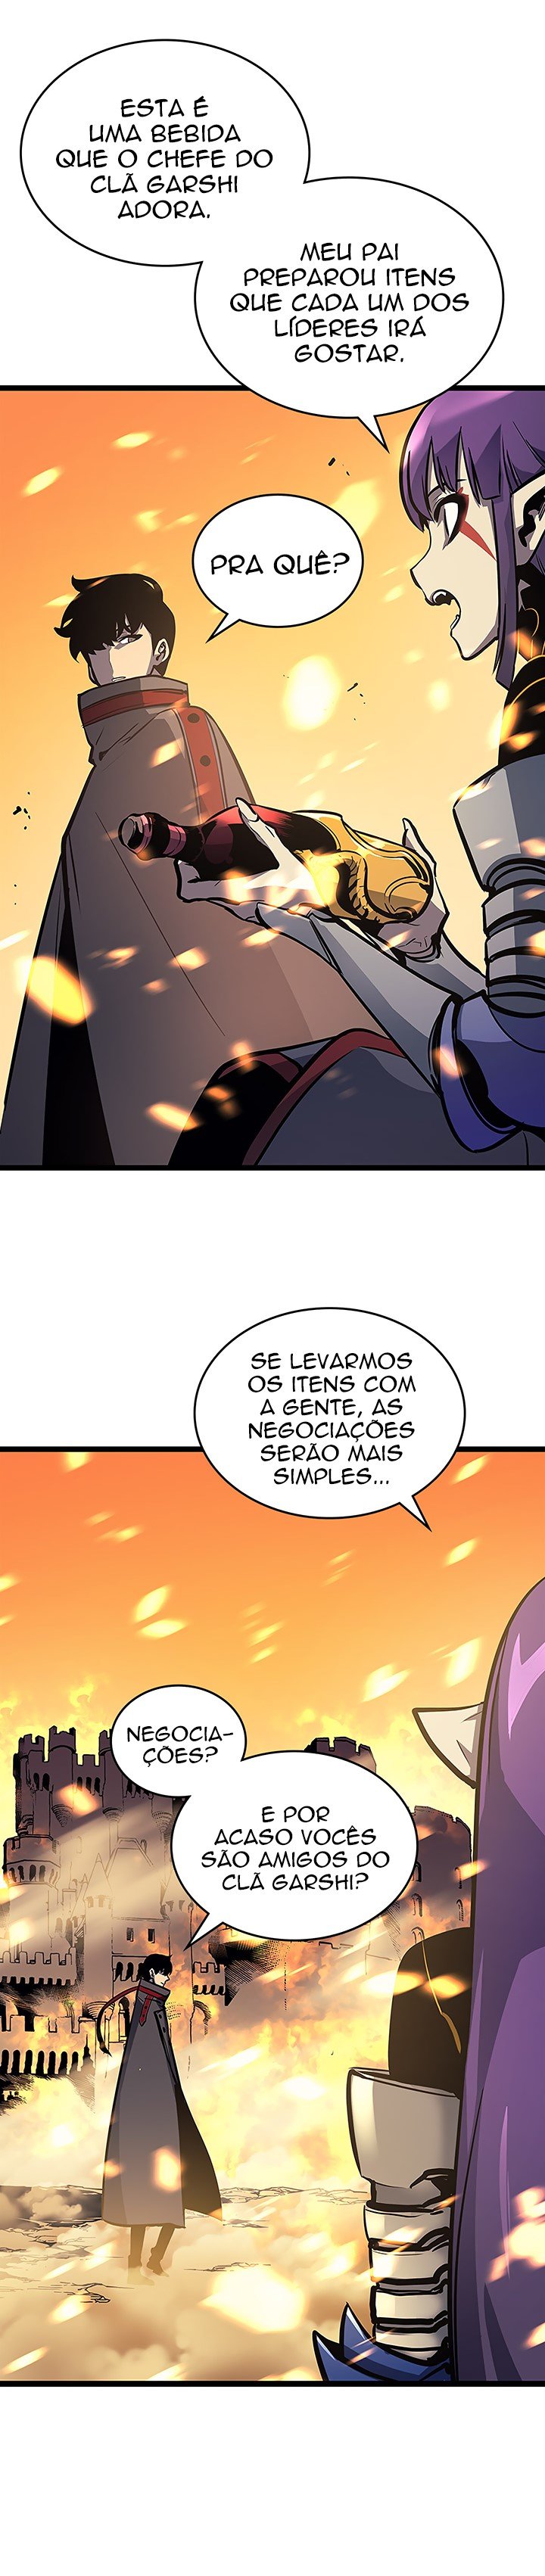 ESTA É
UMA BEBIDA
QUE O CHEFE DO
CLÃ GARSHI
ADORA.
MEU PAI
PREPAROU ITENS
QUE CADA UM DOS
LÍDERES IRÁ
GOSTAR.
PRA QUÊ?
SE LEVARMOS
OS ITENS COM
A GENTE, AS
NEGOCIAÇÕES
SERÃO MAIS
SIMPLES...
NEGOCIA-
ÇÕES?
E POR
ACASO VOCÊS
SÃO AMIGOS DO
CLÃ GARSHI?